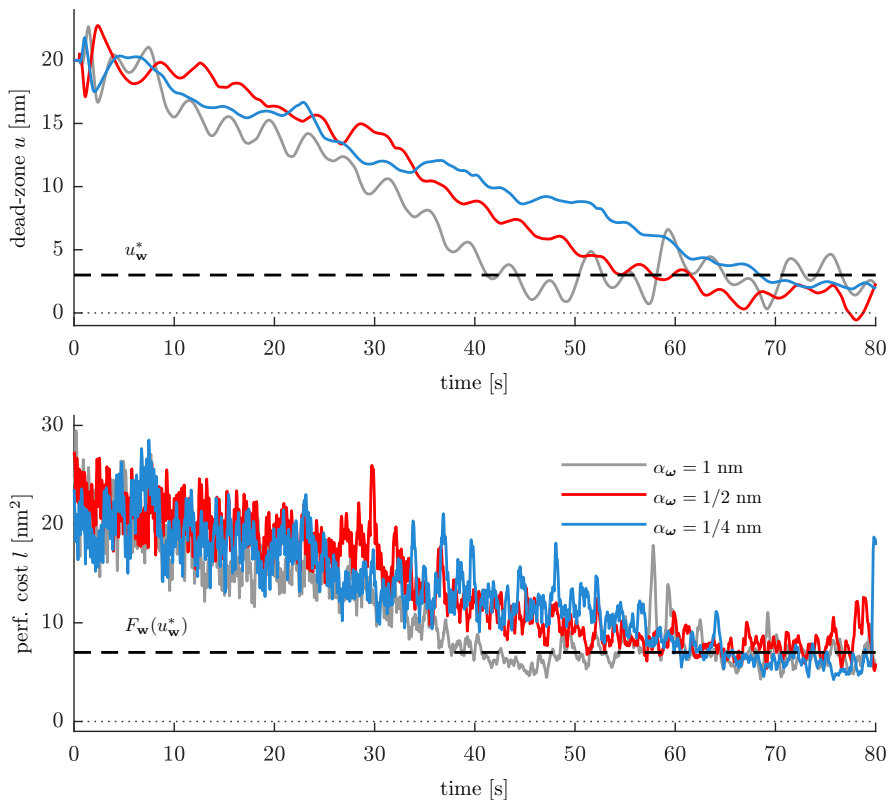 dead-zone u [nm]
20
15
10
5
0
u*w
0 10 20 30 40 50 60 70 80
time [s]
perf. cost l [nm²]
30
20
10
0
αω = 1 nm
αω = 1/2 nm
αω = 1/4 nm
Fw(u*w)
0 10 20 30 40 50 60 70 80
time [s]